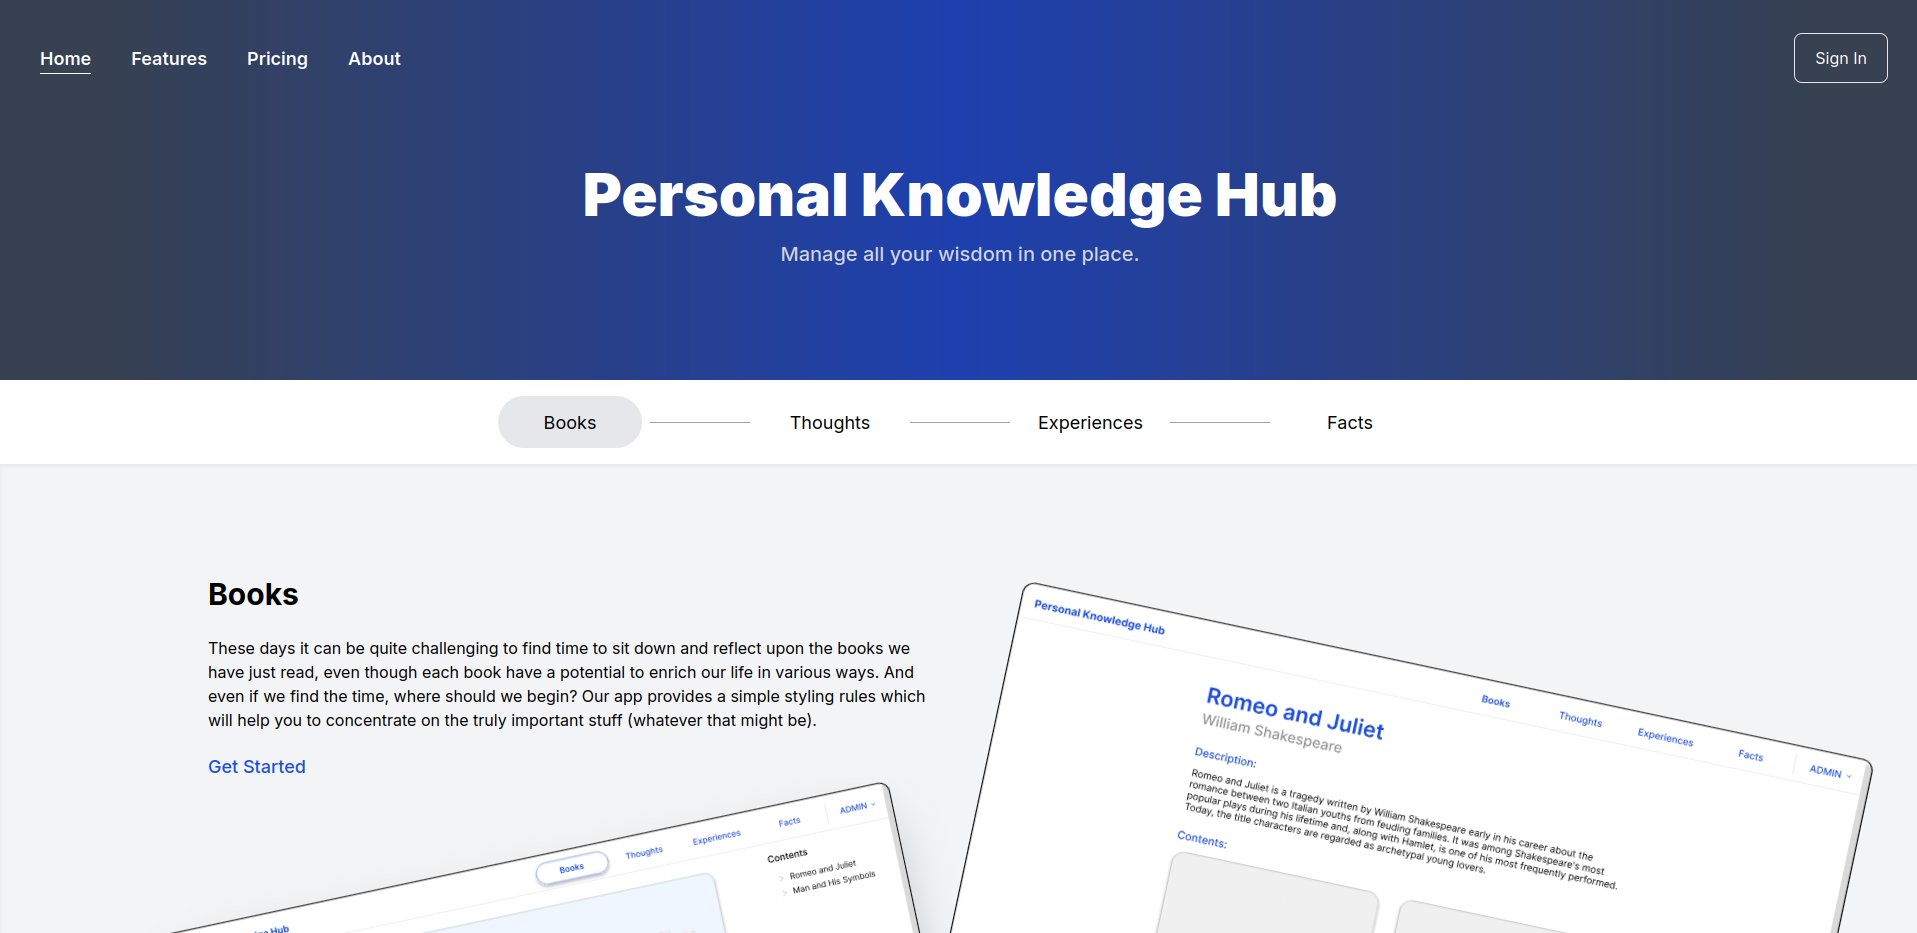 Home Features Pricing About Sign In
Personal Knowledge Hub
Manage all your wisdom in one place.
Books Thoughts Experiences Facts
Books
These days it can be quite challenging to find time to sit down and reflect upon the books we
have just read, even though each book have a potential to enrich our life in various ways. And
even if we find the time, where should we begin? Our app provides a simple styling rules which
will help you to concentrate on the truly important stuff (whatever that might be).
Get Started
Books Thoughts Experiences Facts ADMIN
Hub
Contents
Romeo and Juliet
Man and His Symbols
Personal Knowledge Hub
Books Thoughts Experiences Facts ADMIN
Romeo and Juliet
William Shakespeare
Description:
Romeo and Juliet is a tragedy written by William Shakespeare early in his career about the
romance between two Italian youths from feuding families. It was among Shakespeare's most
popular plays during his lifetime and, along with Hamlet, is one of his most frequently performed.
Today, the title characters are regarded as archetypal young lovers.
Contents: